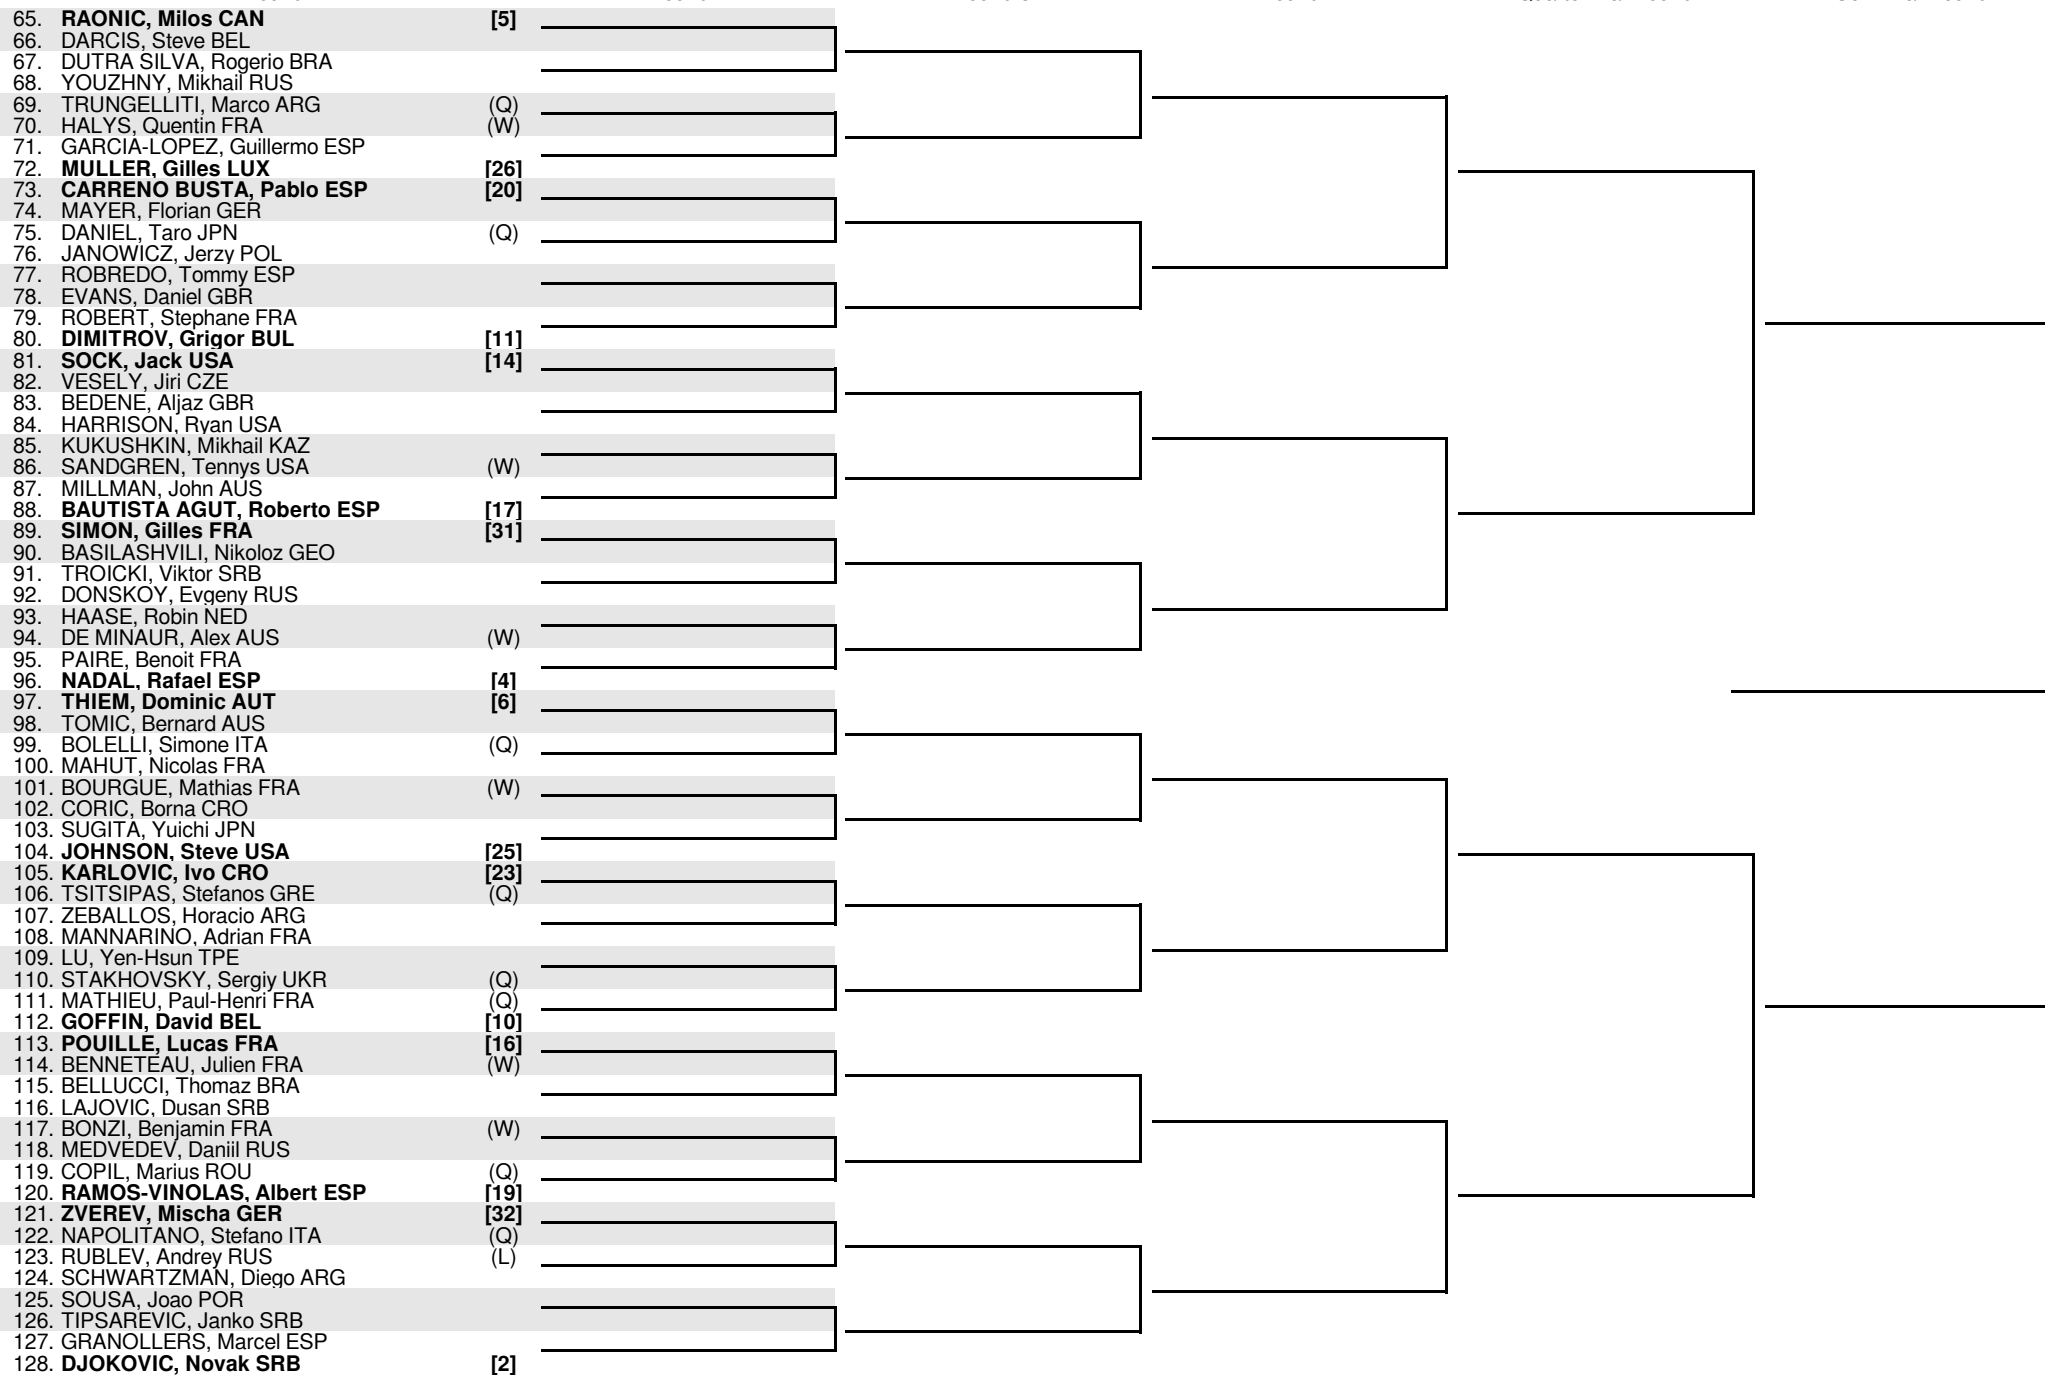 65. RAONIC, Milos CAN [5]
66. DARCIS, Steve BEL
67. DUTRA SILVA, Rogerio BRA
68. YOUZHNY, Mikhail RUS
69. TRUNGELLITI, Marco ARG (Q)
70. HALYS, Quentin FRA (W)
71. GARCIA-LOPEZ, Guillermo ESP
72. MULLER, Gilles LUX [26]
73. CARRENO BUSTA, Pablo ESP [20]
74. MAYER, Florian GER
75. DANIEL, Taro JPN (Q)
76. JANOWICZ, Jerzy POL
77. ROBREDO, Tommy ESP
78. EVANS, Daniel GBR
79. ROBERT, Stephane FRA
80. DIMITROV, Grigor BUL [11]
81. SOCK, Jack USA [14]
82. VESELY, Jiri CZE
83. BEDENE, Aljaz GBR
84. HARRISON, Ryan USA
85. KUKUSHKIN, Mikhail KAZ
86. SANDGREN, Tennys USA (W)
87. MILLMAN, John AUS
88. BAUTISTA AGUT, Roberto ESP [17]
89. SIMON, Gilles FRA [31]
90. BASILASHVILI, Nikoloz GEO
91. TROICKI, Viktor SRB
92. DONSKOY, Evgeny RUS
93. HAASE, Robin NED
94. DE MINAUR, Alex AUS (W)
95. PAIRE, Benoit FRA
96. NADAL, Rafael ESP [4]
97. THIEM, Dominic AUT [6]
98. TOMIC, Bernard AUS
99. BOLELLI, Simone ITA (Q)
100. MAHUT, Nicolas FRA
101. BOURGUE, Mathias FRA (W)
102. CORIC, Borna CRO
103. SUGITA, Yuichi JPN
104. JOHNSON, Steve USA [25]
105. KARLOVIC, Ivo CRO [23]
106. TSITSIPAS, Stefanos GRE (Q)
107. ZEBALLOS, Horacio ARG
108. MANNARINO, Adrian FRA
109. LU, Yen-Hsun TPE
110. STAKHOVSKY, Sergiy UKR (Q)
111. MATHIEU, Paul-Henri FRA (Q)
112. GOFFIN, David BEL [10]
113. POUILLE, Lucas FRA [16]
114. BENNETEAU, Julien FRA (W)
115. BELLUCCI, Thomaz BRA
116. LAJOVIC, Dusan SRB
117. BONZI, Benjamin FRA (W)
118. MEDVEDEV, Daniil RUS
119. COPIL, Marius ROU (Q)
120. RAMOS-VINOLAS, Albert ESP [19]
121. ZVEREV, Mischa GER [32]
122. NAPOLITANO, Stefano ITA (Q)
123. RUBLEV, Andrey RUS (L)
124. SCHWARTZMAN, Diego ARG
125. SOUSA, Joao POR
126. TIPSAREVIC, Janko SRB
127. GRANOLLERS, Marcel ESP
128. DJOKOVIC, Novak SRB [2]